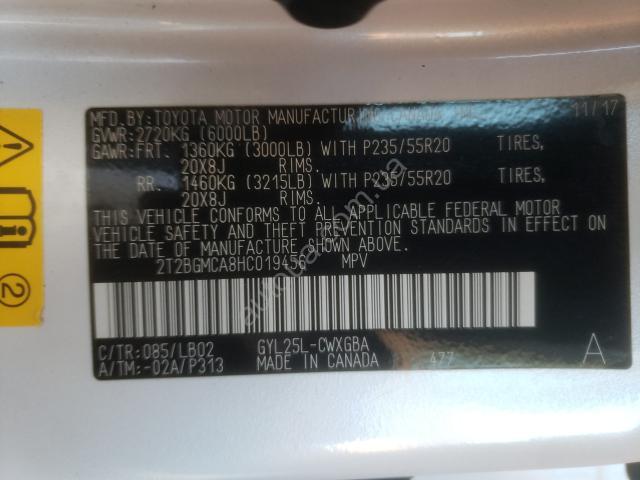 MFD.BY:TOYOTA MOTOR MANUFACTURING CANADA INC. 11/17
GVWR:2720KG (6000LB)
GAWR:FRT. 1360KG (3000LB) WITH P235/55R20 TIRES,
20X8J RIMS.
RR. 1460KG (3215LB) WITH P235/55R20 TIRES,
20X8J RIMS.
THIS VEHICLE CONFORMS TO ALL APPLICABLE FEDERAL MOTOR
VEHICLE SAFETY AND THEFT PREVENTION STANDARDS IN EFFECT ON
THE DATE OF MANUFACTURE SHOWN ABOVE.
2T2BGMCA8HC019456 MPV
C/TR:085/LB02 GYL25L-CWXGBA
A/TM:-02A/P313 MADE IN CANADA 477 A
2